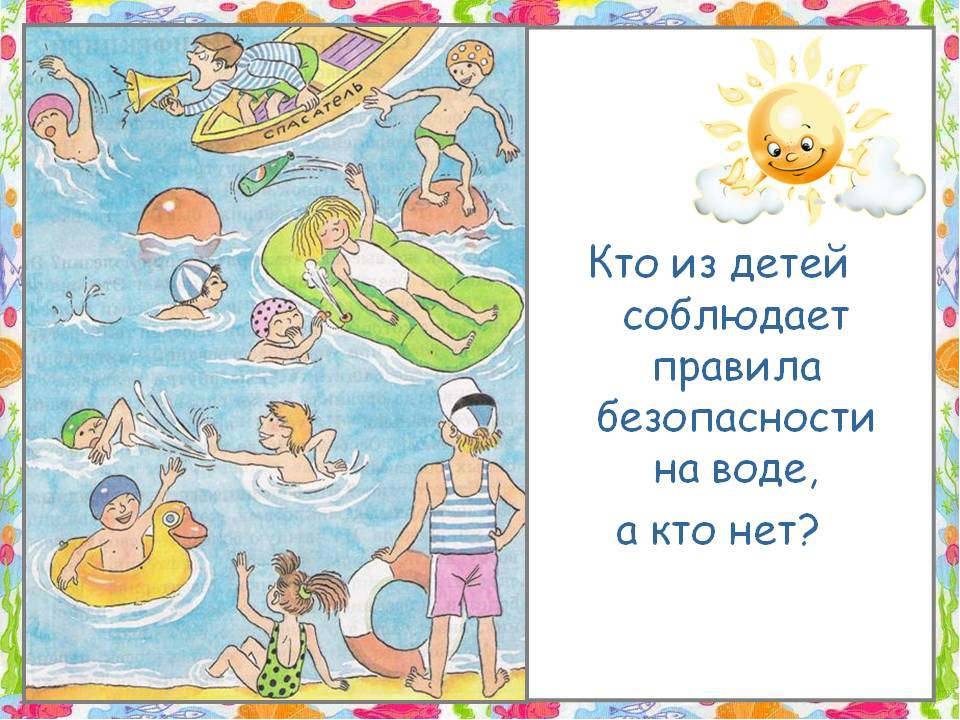 СПАСАТЕЛЬ
Кто из детей
соблюдает
правила
безопасности
на воде,
а кто нет?